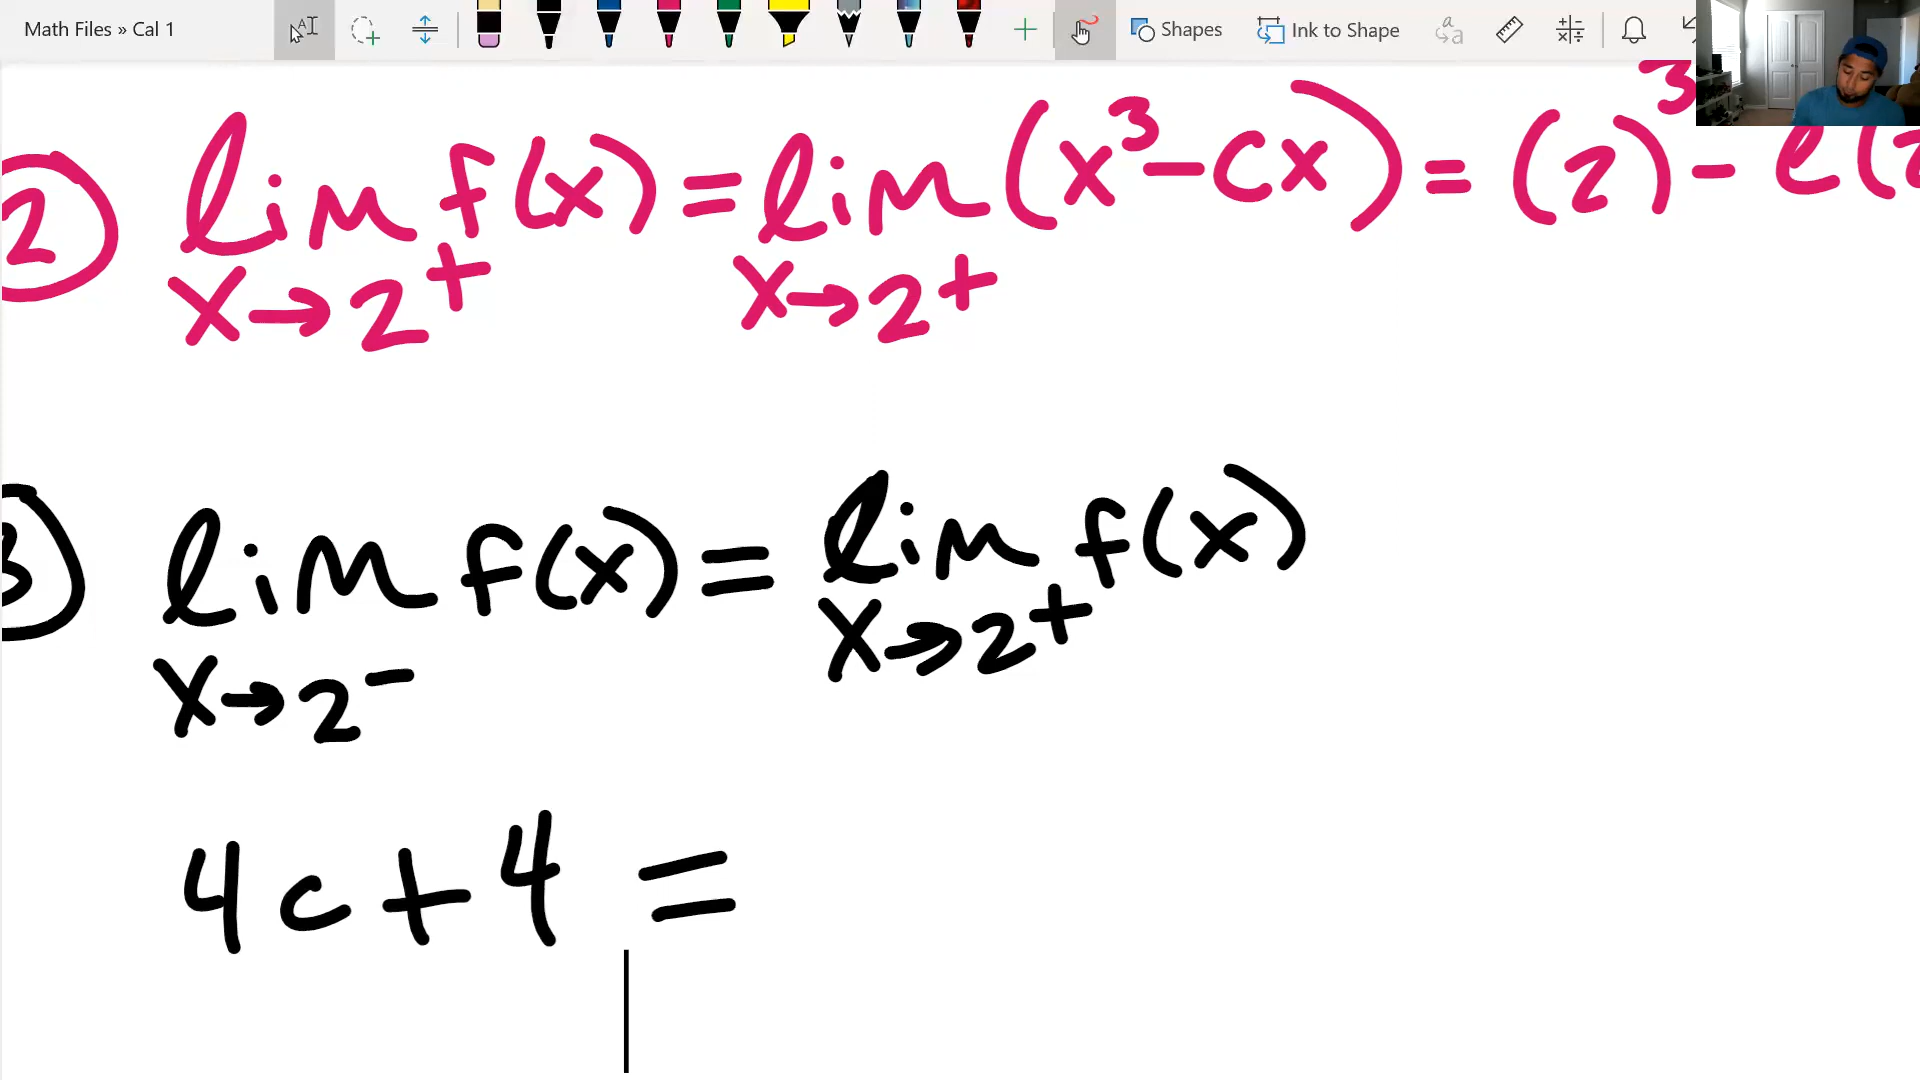 Math Files » Cal 1
Shapes
Ink to Shape
2 lim f(x) = lim (x³ - cx) = (2)³ - c(2
x→2⁺ x→2⁺
3 lim f(x) = lim f(x)
x→2⁻ x→2⁺
4c + 4 =